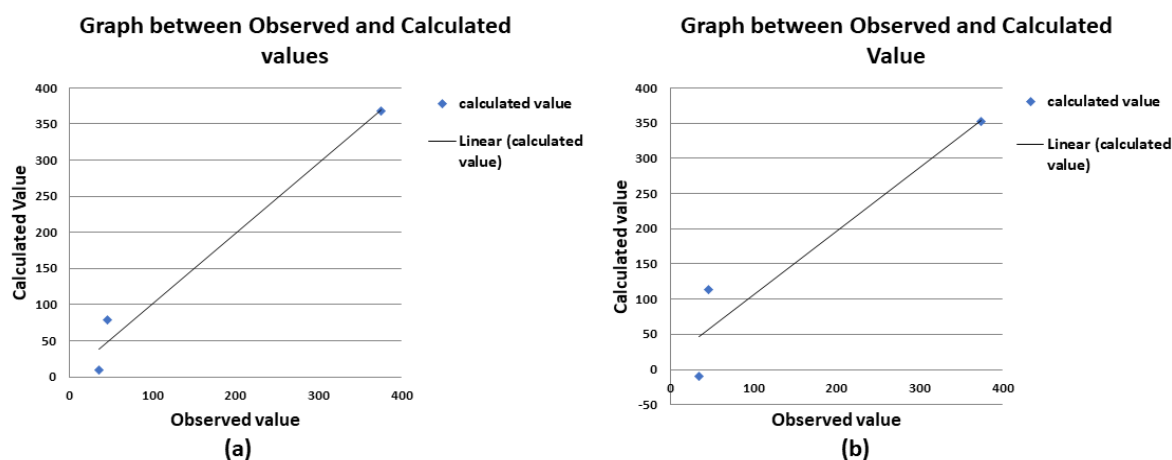 Graph between Observed and Calculated
values
400
350
300
250
200
150
100
50
0
0 100 200 300 400
Calculated Value
Observed value
calculated value
Linear (calculated
value)
(a)
Graph between Observed and Calculated
Value
400
350
300
250
200
150
100
50
0
-50
0 100 200 300 400
Calculated value
Observed value
calculated value
Linear (calculated
value)
(b)